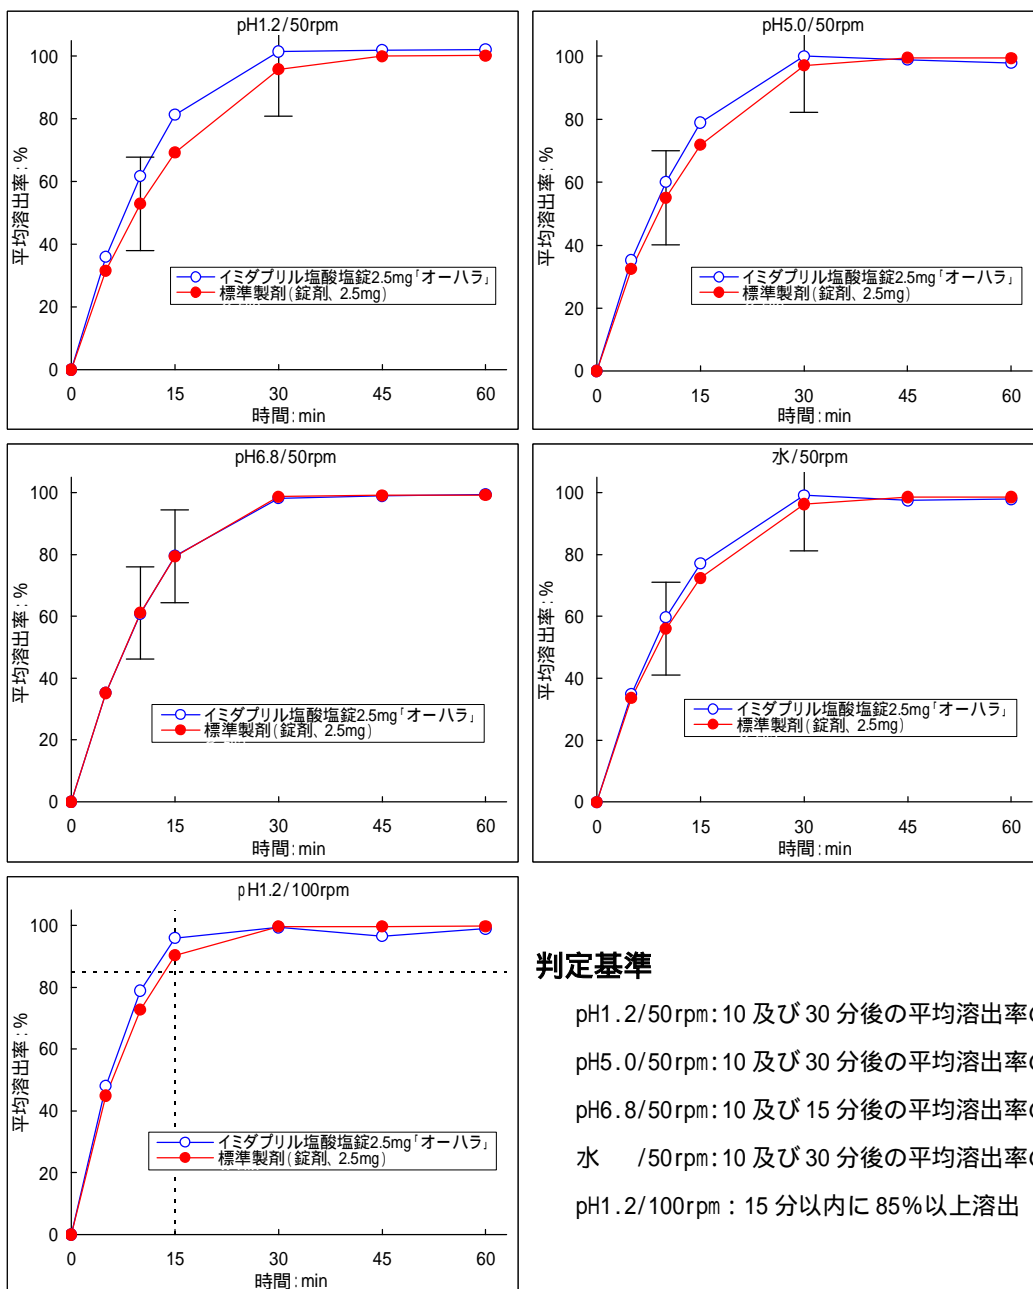 pH1.2/50rpm
平均溶出率:%
100
80
60
40
20
0
イミダプリル塩酸塩錠2.5mg「オーハラ」
標準製剤(錠剤、2.5mg)
0 15 30 45 60
時間:min
pH5.0/50rpm
平均溶出率:%
100
80
60
40
20
0
イミダプリル塩酸塩錠2.5mg「オーハラ」
標準製剤(錠剤、2.5mg)
0 15 30 45 60
時間:min
pH6.8/50rpm
平均溶出率:%
100
80
60
40
20
0
イミダプリル塩酸塩錠2.5mg「オーハラ」
標準製剤(錠剤、2.5mg)
0 15 30 45 60
時間:min
水/50rpm
平均溶出率:%
100
80
60
40
20
0
イミダプリル塩酸塩錠2.5mg「オーハラ」
標準製剤(錠剤、2.5mg)
0 15 30 45 60
時間:min
pH1.2/100rpm
平均溶出率:%
100
80
60
40
20
0
イミダプリル塩酸塩錠2.5mg「オーハラ」
標準製剤(錠剤、2.5mg)
0 15 30 45 60
時間:min
判定基準
pH1.2/50rpm:10 及び 30 分後の平均溶出率の
pH5.0/50rpm:10 及び 30 分後の平均溶出率の
pH6.8/50rpm:10 及び 15 分後の平均溶出率の
水 /50rpm:10 及び 30 分後の平均溶出率の
pH1.2/100rpm : 15 分以内に 85%以上溶出